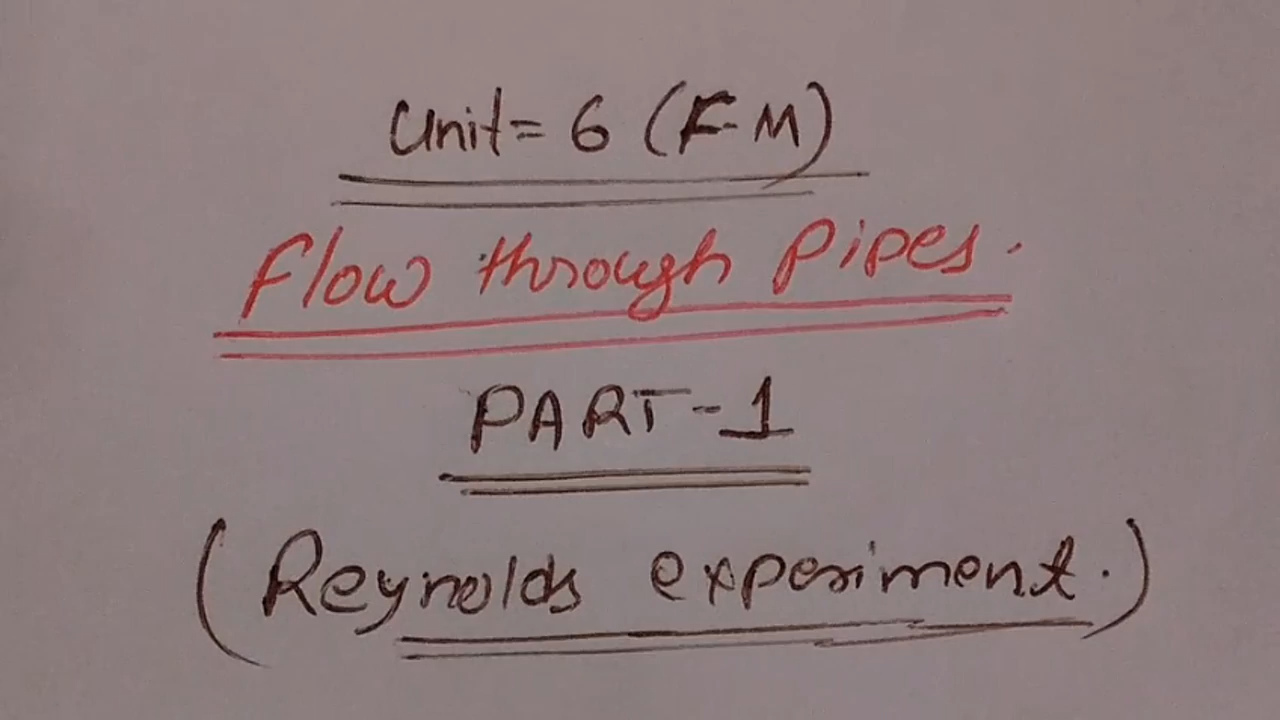 Unit= 6 (F-M)
Flow through Pipes.
PART-1
(Reynolds experiment.)